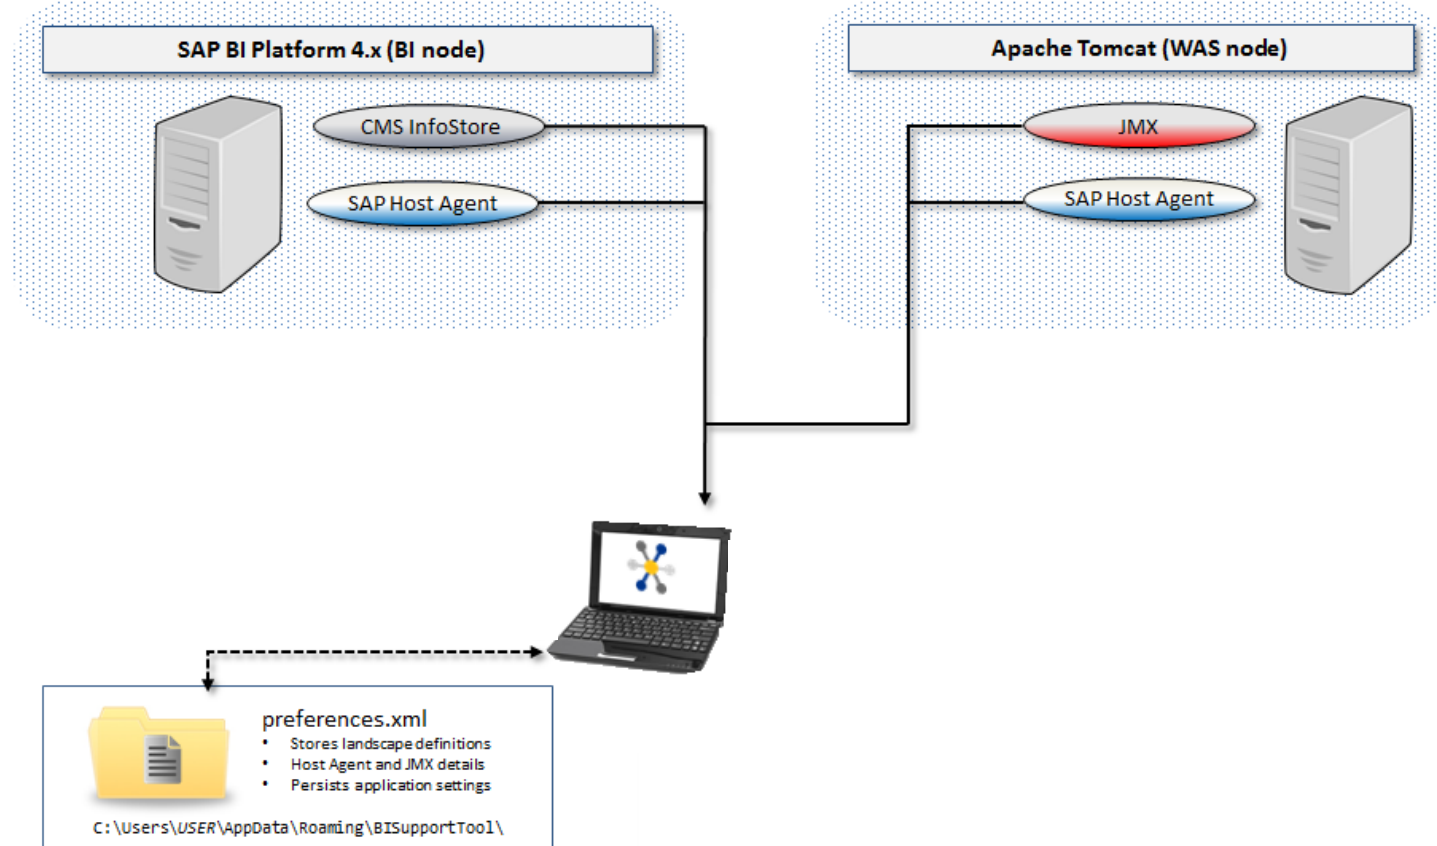 SAP BI Platform 4.x (BI node)
CMS InfoStore
SAP Host Agent
Apache Tomcat (WAS node)
JMX
SAP Host Agent
preferences.xml
• Stores landscape definitions
• Host Agent and JMX details
• Persists application settings
C:\Users\USER\AppData\Roaming\BISupportTool\